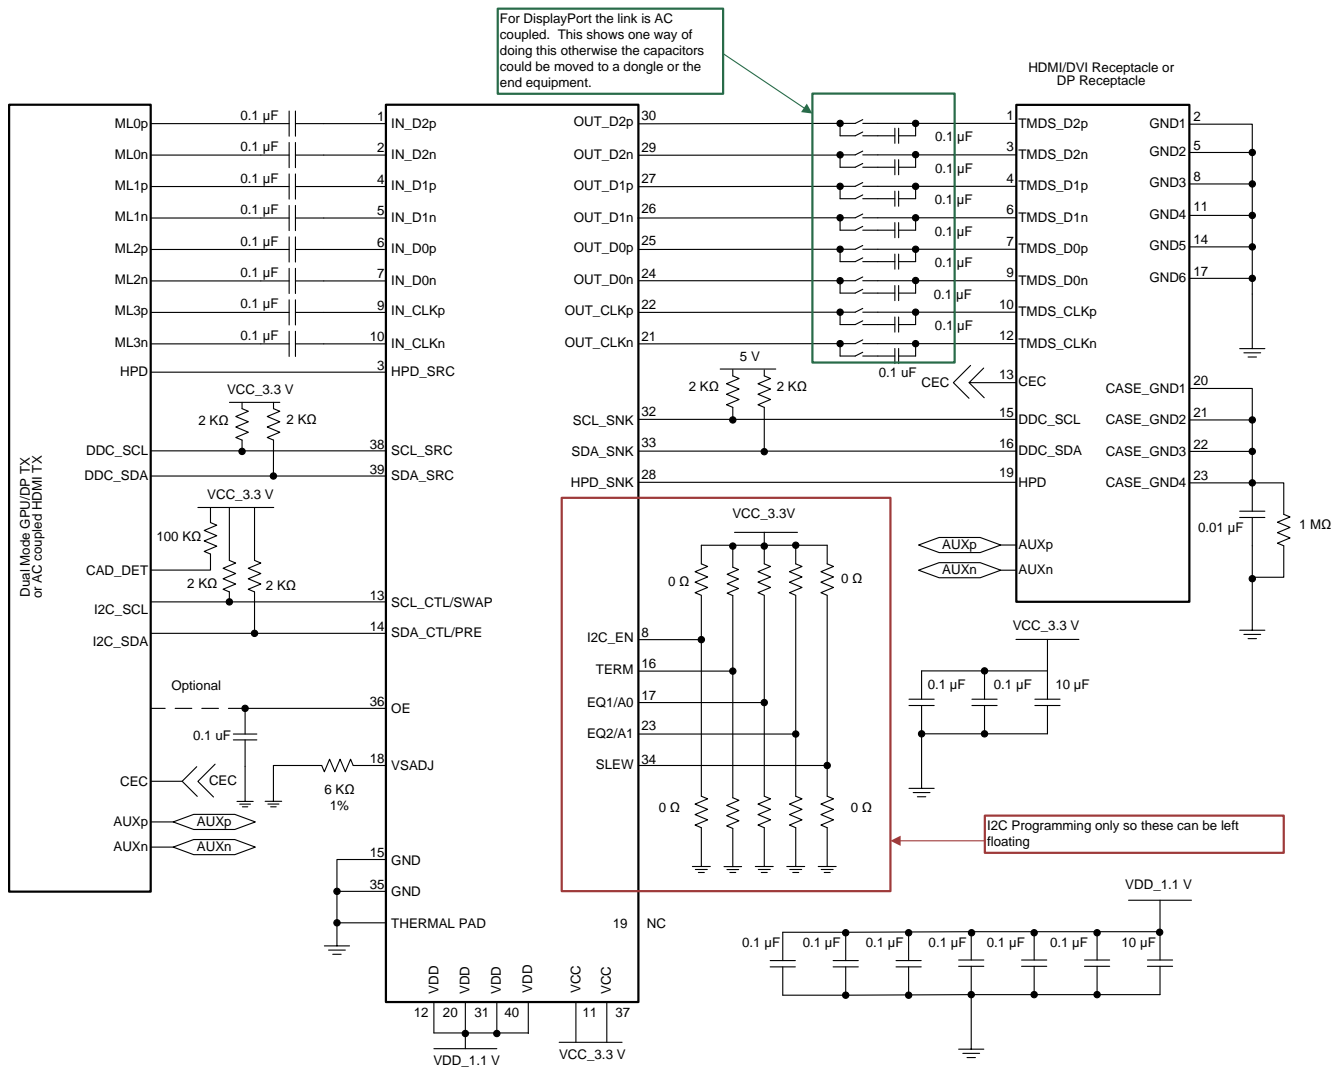 For DisplayPort the link is AC
coupled. This shows one way of
doing this otherwise the capacitors
could be moved to a dongle or the
end equipment.
HDMI/DVI Receptacle or
DP Receptacle
Dual Mode GPU/DP TX
or AC coupled HDMI TX
ML0p 0.1 µF 1 IN_D2p OUT_D2p 30 0.1 µF 1 TMDS_D2p GND1 2
ML0n 0.1 µF 2 IN_D2n OUT_D2n 29 0.1 µF 3 TMDS_D2n GND2 5
ML1p 0.1 µF 4 IN_D1p OUT_D1p 27 0.1 µF 4 TMDS_D1p GND3 8
ML1n 0.1 µF 5 IN_D1n OUT_D1n 26 0.1 µF 6 TMDS_D1n GND4 11
ML2p 0.1 µF 6 IN_D0p OUT_D0p 25 0.1 µF 7 TMDS_D0p GND5 14
ML2n 0.1 µF 7 IN_D0n OUT_D0n 24 0.1 µF 9 TMDS_D0n GND6 17
ML3p 0.1 µF 9 IN_CLKp OUT_CLKp 22 0.1 µF 10 TMDS_CLKp
ML3n 0.1 µF 10 IN_CLKn OUT_CLKn 21 0.1 uF 12 TMDS_CLKn
HPD 3 HPD_SRC
5 V
CEC 13 CEC
CASE_GND1 20
VCC_3.3 V
2 KΩ 2 KΩ
2 KΩ 2 KΩ
SCL_SNK 32 15 DDC_SCL CASE_GND2 21
DDC_SCL 38 SCL_SRC SDA_SNK 33 16 DDC_SDA CASE_GND3 22
DDC_SDA 39 SDA_SRC HPD_SNK 28 19 HPD CASE_GND4 23
VCC_3.3 V
VCC_3.3V
0.01 µF 1 MΩ
100 KΩ
AUXp AUXp
AUXn AUXn
CAD_DET
2 KΩ 2 KΩ
0 Ω 0 Ω
I2C_SCL 13 SCL_CTL/SWAP
I2C_SDA 14 SDA_CTL/PRE
I2C_EN 8
TERM 16
EQ1/A0 17
EQ2/A1 23
SLEW 34
VCC_3.3 V
0.1 µF 0.1 µF 10 µF
Optional
36 OE
0.1 uF
18 VSADJ
CEC CEC
6 KΩ
1%
0 Ω 0 Ω
AUXp AUXp
AUXn AUXn
I2C Programming only so these can be left
floating
15 GND
35 GND
THERMAL PAD
19 NC
VDD_1.1 V
0.1 µF 0.1 µF 0.1 µF 0.1 µF 0.1 µF 0.1 µF 10 µF
VDD VDD VDD VDD VCC VCC
12 20 31 40 11 37
VDD_1.1 V VCC_3.3 V